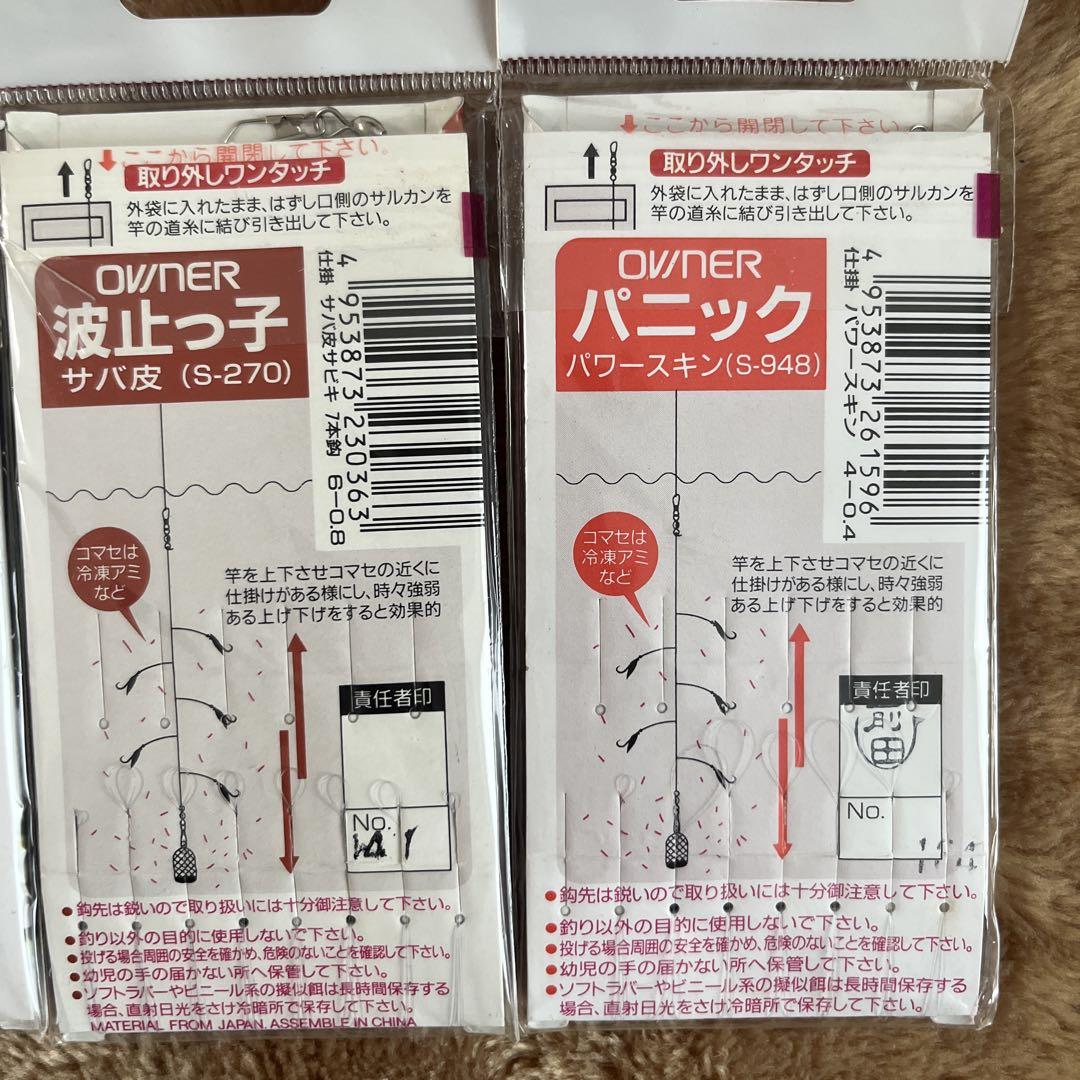 ↓ここから開閉して下さい。
取り外しワンタッチ
外袋に入れたまま、はずし口側のサルカンを
竿の道糸に結び引き出して下さい。
OWNER
波止っ子
サバ皮 (S-270)
仕掛 サバ皮サビキ 7本鈎 6-0.8
4 953873 230363
コマセは
冷凍アミ
など
竿を上下させコマセの近くに
仕掛けがある様にし、時々強弱
ある上げ下げをすると効果的
責任者印
No.
●鈎先は鋭いので取り扱いには十分御注意して下さい。
●釣り以外の目的に使用しないで下さい。
●投げる場合周囲の安全を確かめ、危険のないことを確認して下さい。
●幼児の手の届かない所へ保管して下さい。
●ソフトラバーやビニール系の擬似餌は長時間保存する
場合、直射日光をさけ冷暗所で保存して下さい。
MATERIAL FROM JAPAN. ASSEMBLE IN CHINA
↓ここから開閉して下さい。
取り外しワンタッチ
外袋に入れたまま、はずし口側のサルカンを
竿の道糸に結び引き出して下さい。
OWNER
パニック
パワースキン(S-948)
仕掛 パワースキン 4-0.4
4 953873 261596
コマセは
冷凍アミ
など
竿を上下させコマセの近くに
仕掛けがある様にし、時々強弱
ある上げ下げをすると効果的
責任者印
前田
No.
●鈎先は鋭いので取り扱いには十分御注意して下さい。
●釣り以外の目的に使用しないで下さい。
●投げる場合周囲の安全を確かめ、危険のないことを確認して下さい。
●幼児の手の届かない所へ保管して下さい。
●ソフトラバーやビニール系の擬似餌は長時間保存する
場合、直射日光をさけ冷暗所で保存して下さい。